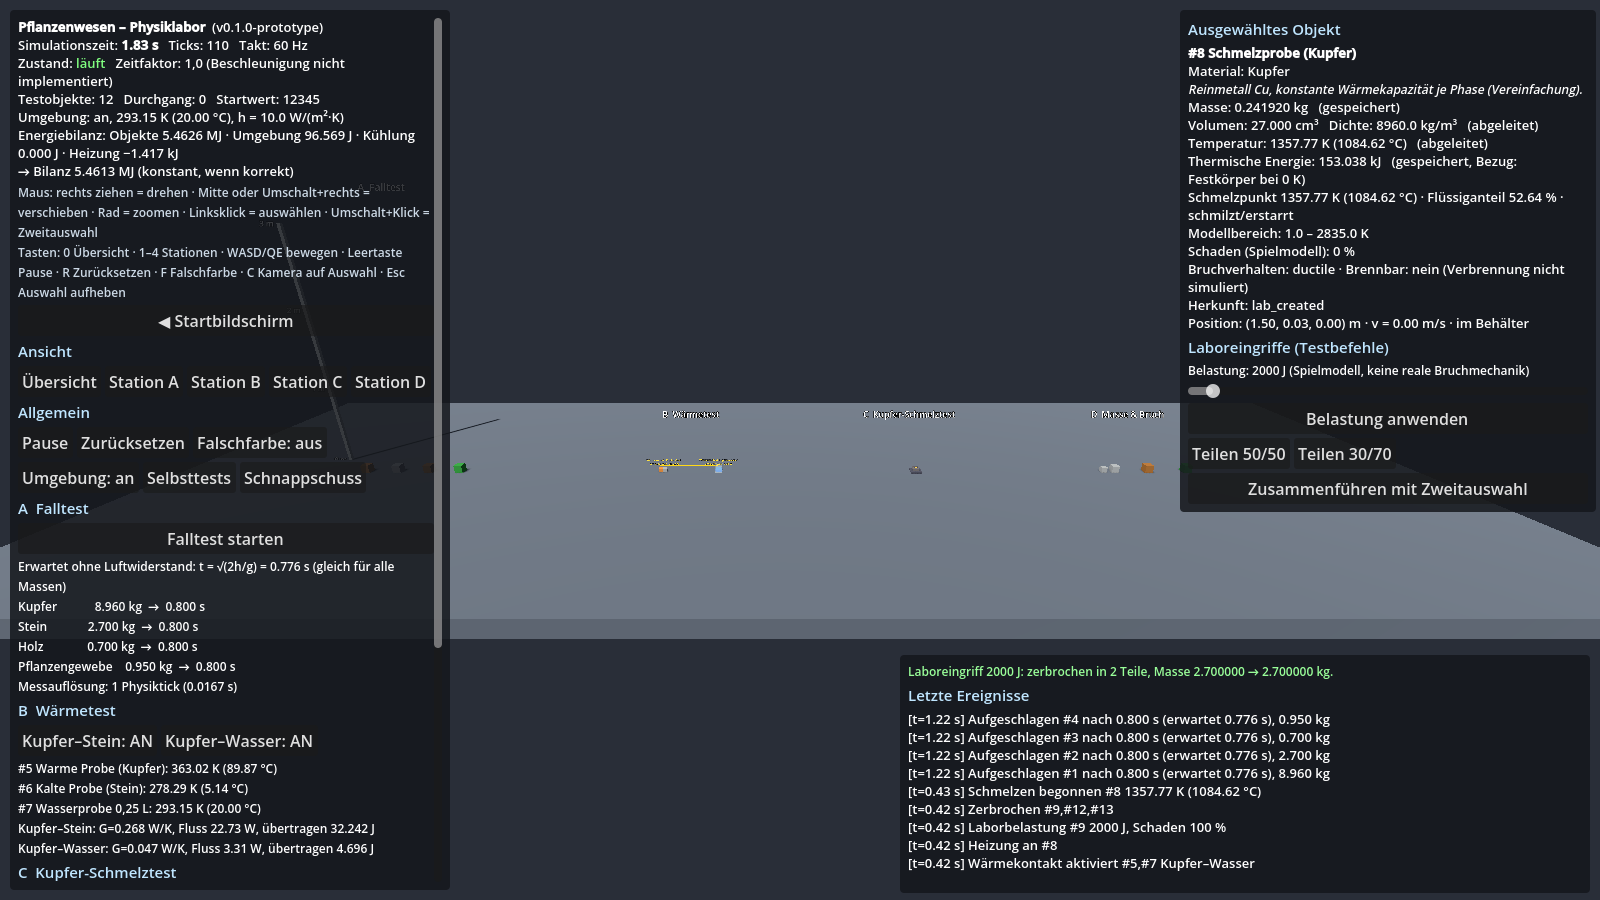 Pflanzenwesen – Physiklabor (v0.1.0-prototype)
Simulationszeit: 1.83 s Ticks: 110 Takt: 60 Hz
Zustand: läuft Zeitfaktor: 1,0 (Beschleunigung nicht
implementiert)
Testobjekte: 12 Durchgang: 0 Startwert: 12345
Umgebung: an, 293.15 K (20.00 °C), h = 10.0 W/(m²·K)
Energiebilanz: Objekte 5.4626 MJ · Umgebung 96.569 J · Kühlung
0.000 J · Heizung −1.417 kJ
→ Bilanz 5.4613 MJ (konstant, wenn korrekt)
Maus: rechts ziehen = drehen · Mitte oder Umschalt+rechts =
verschieben · Rad = zoomen · Linksklick = auswählen · Umschalt+Klick =
Zweitauswahl
Tasten: 0 Übersicht · 1–4 Stationen · WASD/QE bewegen · Leertaste
Pause · R Zurücksetzen · F Falschfarbe · C Kamera auf Auswahl · Esc
Auswahl aufheben
A Falltest
◀ Startbildschirm
Ansicht
Übersicht Station A Station B Station C Station D
Allgemein
Pause Zurücksetzen Falschfarbe: aus
Umgebung: an Selbsttests Schnappschuss
A Falltest
Falltest starten
Erwartet ohne Luftwiderstand: t = √(2h/g) = 0.776 s (gleich für alle
Massen)
Kupfer 8.960 kg → 0.800 s
Stein 2.700 kg → 0.800 s
Holz 0.700 kg → 0.800 s
Pflanzengewebe 0.950 kg → 0.800 s
Messauflösung: 1 Physiktick (0.0167 s)
B Wärmetest
Kupfer–Stein: AN Kupfer–Wasser: AN
#5 Warme Probe (Kupfer): 363.02 K (89.87 °C)
#6 Kalte Probe (Stein): 278.29 K (5.14 °C)
#7 Wasserprobe 0,25 L: 293.15 K (20.00 °C)
Kupfer–Stein: G=0.268 W/K, Fluss 22.73 W, übertragen 32.242 J
Kupfer–Wasser: G=0.047 W/K, Fluss 3.31 W, übertragen 4.696 J
C Kupfer-Schmelztest
B Wärmetest
C Kupfer-Schmelztest
D Masse & Bruch
Ausgewähltes Objekt
#8 Schmelzprobe (Kupfer)
Material: Kupfer
Reinmetall Cu, konstante Wärmekapazität je Phase (Vereinfachung).
Masse: 0.241920 kg (gespeichert)
Volumen: 27.000 cm³ Dichte: 8960.0 kg/m³ (abgeleitet)
Temperatur: 1357.77 K (1084.62 °C) (abgeleitet)
Thermische Energie: 153.038 kJ (gespeichert, Bezug:
Festkörper bei 0 K)
Schmelzpunkt 1357.77 K (1084.62 °C) · Flüssiganteil 52.64 % ·
schmilzt/erstarrt
Modellbereich: 1.0 – 2835.0 K
Schaden (Spielmodell): 0 %
Bruchverhalten: ductile · Brennbar: nein (Verbrennung nicht
simuliert)
Herkunft: lab_created
Position: (1.50, 0.03, 0.00) m · v = 0.00 m/s · im Behälter
Laboreingriffe (Testbefehle)
Belastung: 2000 J (Spielmodell, keine reale Bruchmechanik)
Belastung anwenden
Teilen 50/50 Teilen 30/70
Zusammenführen mit Zweitauswahl
Laboreingriff 2000 J: zerbrochen in 2 Teile, Masse 2.700000 → 2.700000 kg.
Letzte Ereignisse
[t=1.22 s] Aufgeschlagen #4 nach 0.800 s (erwartet 0.776 s), 0.950 kg
[t=1.22 s] Aufgeschlagen #3 nach 0.800 s (erwartet 0.776 s), 0.700 kg
[t=1.22 s] Aufgeschlagen #2 nach 0.800 s (erwartet 0.776 s), 2.700 kg
[t=1.22 s] Aufgeschlagen #1 nach 0.800 s (erwartet 0.776 s), 8.960 kg
[t=0.43 s] Schmelzen begonnen #8 1357.77 K (1084.62 °C)
[t=0.42 s] Zerbrochen #9,#12,#13
[t=0.42 s] Laborbelastung #9 2000 J, Schaden 100 %
[t=0.42 s] Heizung an #8
[t=0.42 s] Wärmekontakt aktiviert #5,#7 Kupfer–Wasser